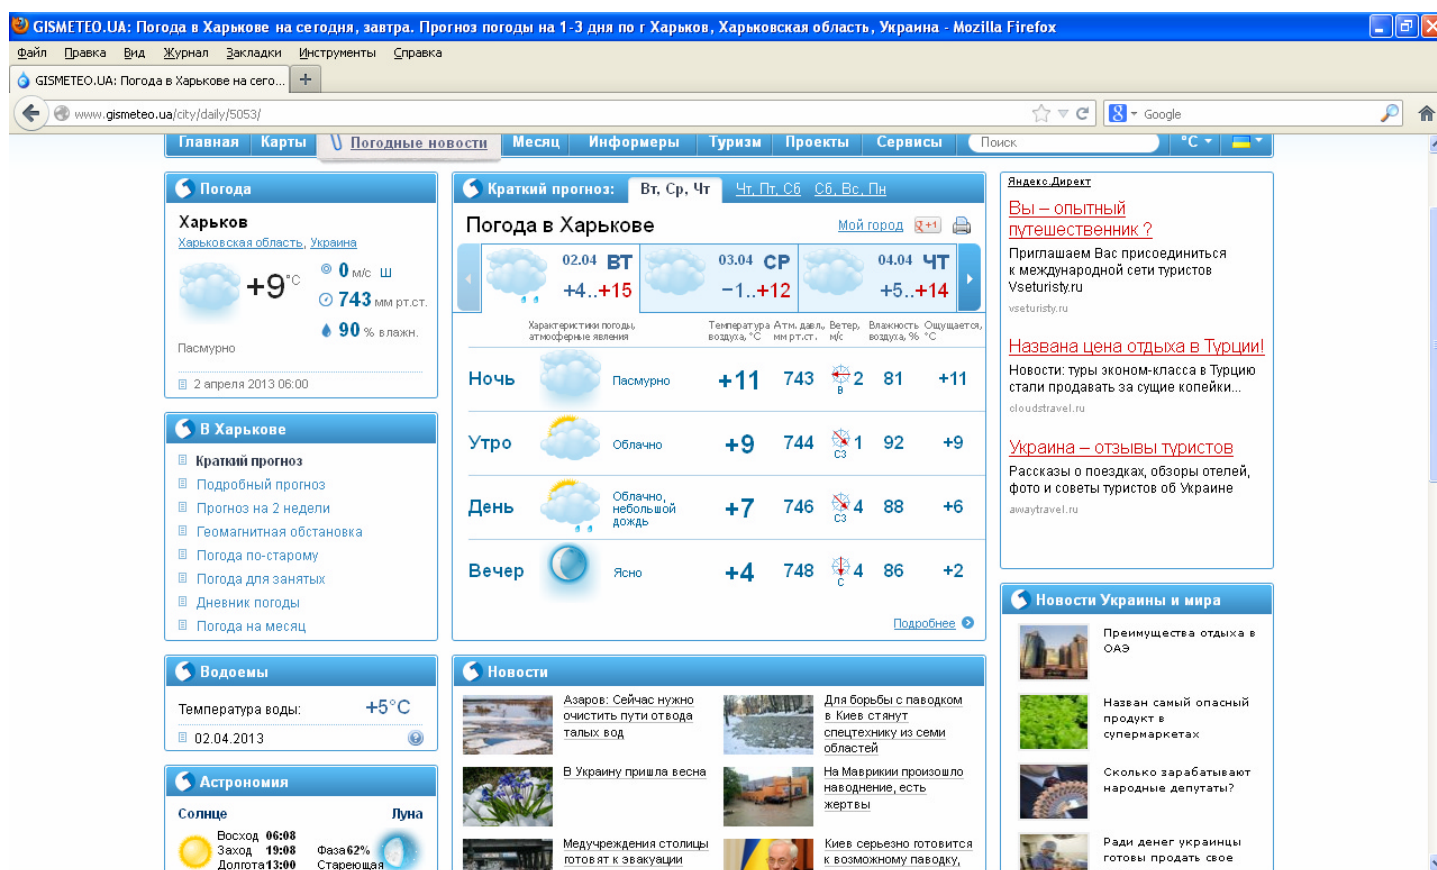 GISMETEO.UA: Погода в Харькове на сегодня, завтра. Прогноз погоды на 1-3 дня по г Харьков, Харьковская область, Украина - Mozilla Firefox
Файл Правка Вид Журнал Закладки Инструменты Справка
GISMETEO.UA: Погода в Харькове на сего... +
www.gismeteo.ua/city/daily/5053/
Google
Главная Карты Погодные новости Месяц Информеры Туризм Проекты Сервисы Поиск °C
Погода
Харьков
Харьковская область, Украина
+9 °C
0 м/с Ш
743 мм рт.ст.
90 % влажн.
Пасмурно
2 апреля 2013 06:00
В Харькове
Краткий прогноз
Подробный прогноз
Прогноз на 2 недели
Геомагнитная обстановка
Погода по-старому
Погода для занятых
Дневник погоды
Погода на месяц
Водоемы
Температура воды: +5°C
02.04.2013
Астрономия
Солнце Луна
Восход 06:08
Заход 19:08 Фаза62%
Долгота13:00 Стареющая
Краткий прогноз: Вт, Ср, Чт Чт, Пт, Сб Сб, Вс, Пн
Погода в Харькове Мой город +1
02.04 ВТ 03.04 СР 04.04 ЧТ
+4..+15 −1..+12 +5..+14
Характеристики погоды, Температура Атм. давл., Ветер, Влажность Ощущается,
атмосферные явления воздуха, °C мм рт.ст. м/с воздуха, % °C
Ночь Пасмурно +11 743 В 2 81 +11
Утро Облачно +9 744 СЗ 1 92 +9
День Облачно, небольшой дождь +7 746 СЗ 4 88 +6
Вечер Ясно +4 748 С 4 86 +2
Подробнее
Новости
Азаров: Сейчас нужно
очистить пути отвода
талых вод
Для борьбы с паводком
в Киев стянут
спецтехнику из семи
областей
В Украину пришла весна
На Маврикии произошло
наводнение, есть
жертвы
Медучреждения столицы
готовят к эвакуации
Киев серьезно готовится
к возможному паводку,
Яндекс.Директ
Вы – опытный
путешественник ?
Приглашаем Вас присоединиться
к международной сети туристов
Vseturisty.ru
vseturisty.ru
Названа цена отдыха в Турции!
Новости: туры эконом-класса в Турцию
стали продавать за сущие копейки...
cloudstravel.ru
Украина – отзывы туристов
Рассказы о поездках, обзоры отелей,
фото и советы туристов об Украине
awaytravel.ru
Новости Украины и мира
Преимущества отдыха в
ОАЭ
Назван самый опасный
продукт в
супермаркетах
Сколько зарабатывают
народные депутаты?
Ради денег украинцы
готовы продать свое